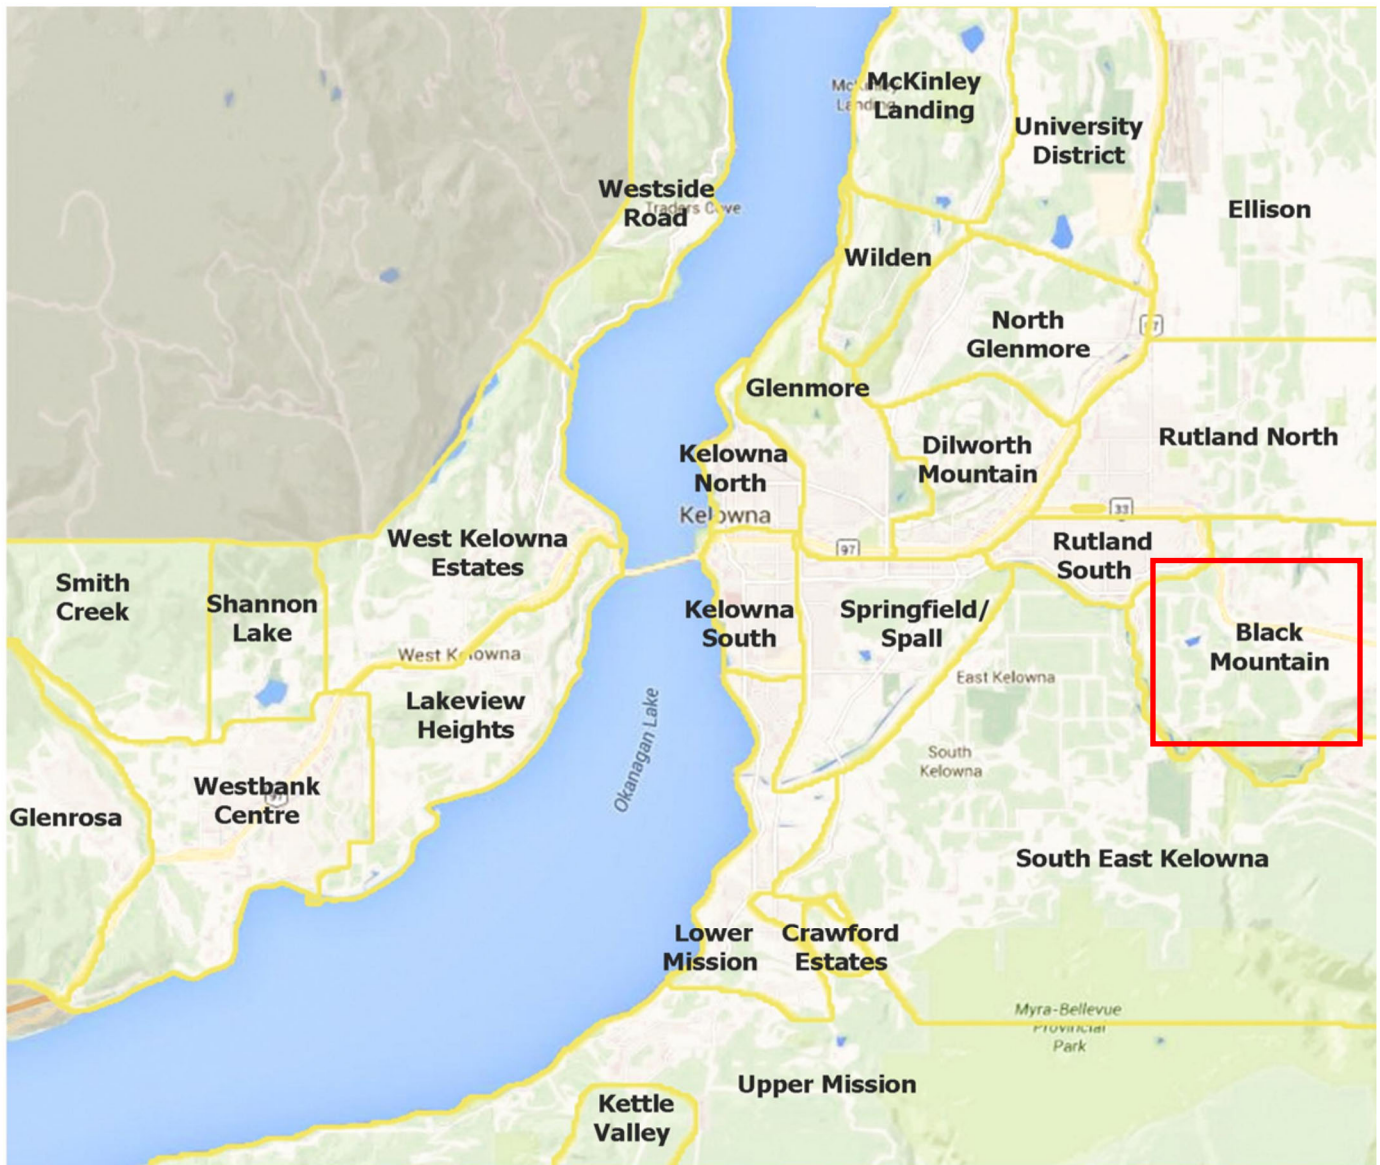 McKinley
Landing
McKinley
Landing
University
District
Westside
Road
Traders Cove
Ellison
Wilden
North
Glenmore
97
Glenmore
Rutland North
Dilworth
Mountain
Kelowna
North
Kelowna
33
West Kelowna
Estates
97
Rutland
South
Smith
Creek
Shannon
Lake
Kelowna
South
Springfield/
Spall
Black
Mountain
West Kelowna
East Kelowna
Lakeview
Heights
Okanagan Lake
South
Kelowna
Westbank
Centre
97
Glenrosa
South East Kelowna
Lower
Mission
Crawford
Estates
Myra-Bellevue
Provincial
Park
Upper Mission
Kettle
Valley